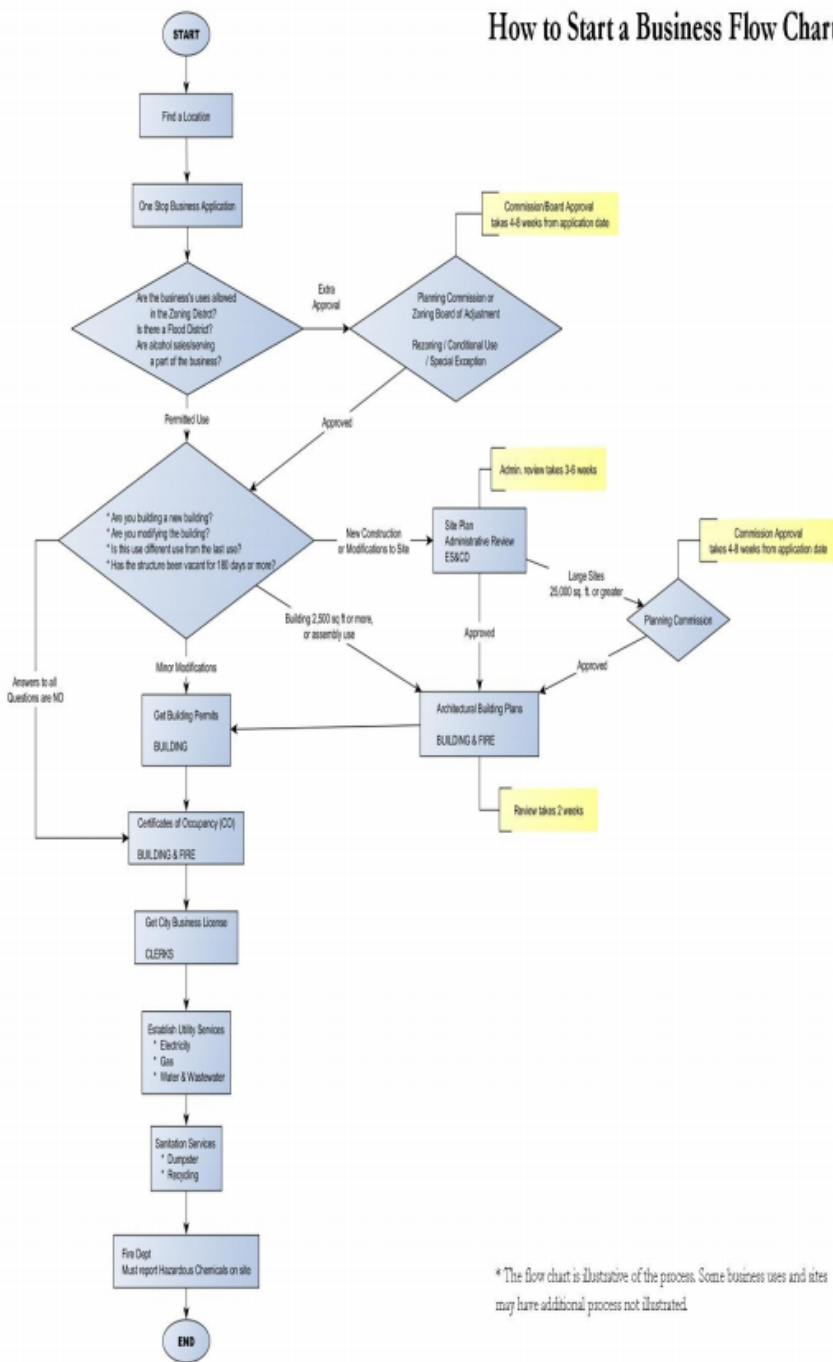 How to Start a Business Flow Chart
START
Find a Location
One Stop Business Application
Commission/Board Approval
takes 4-8 weeks from application date
Are the business's uses allowed
in the Zoning District?
Is there a Flood District?
Are alcohol sales/serving
a part of the business?
Extra
Approval
Planning Commission or
Zoning Board of Adjustment
Rezoning / Conditional Use
/ Special Exception
Permitted Use
Approved
* Are you building a new building?
* Are you modifying the building?
* Is this use different use from the last use?
* Has the structure been vacant for 180 days or more?
New Construction
or Modifications to Site
Admin. review takes 3-6 weeks
Site Plan
Administrative Review
ES&CD
Commission Approval
takes 4-8 weeks from application date
Large Sites
25,000 sq. ft. or greater
Planning Commission
Building 2,500 sq ft or more,
or assembly use
Approved
Approved
Answers to all
Questions are NO
Minor Modifications
Get Building Permits
BUILDING
Architectural Building Plans
BUILDING & FIRE
Review takes 2 weeks
Certificates of Occupancy (CO)
BUILDING & FIRE
Get City Business License
CLERKS
Establish Utility Services
* Electricity
* Gas
* Water & Wastewater
Sanitation Services
* Dumpster
* Recycling
Fire Dept
Must report Hazardous Chemicals on site
END
* The flow chart is illustrative of the process. Some business uses and sites
may have additional process not illustrated.